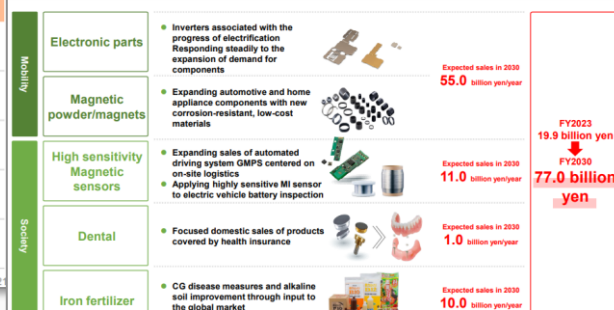 Mobility
Electronic parts
● Inverters associated with the
progress of electrification
Responding steadily to the
expansion of demand for
components
Expected sales in 2030
55.0 billion yen/year
Magnetic
powder/magnets
● Expanding automotive and home
appliance components with new
corrosion-resistant, low-cost
materials
Society
High sensitivity
Magnetic
sensors
● Expanding sales of automated
driving system GMPS centered on
on-site logistics
● Applying highly sensitive MI sensor
to electric vehicle battery inspection
Expected sales in 2030
11.0 billion yen/year
Dental
● Focused domestic sales of products
covered by health insurance
Expected sales in 2030
1.0 billion yen/year
Iron fertilizer
● CG disease measures and alkaline
soil improvement through input to
the global market
Expected sales in 2030
10.0 billion yen/year
FY2023
19.9 billion yen
FY2030
77.0 billion
yen